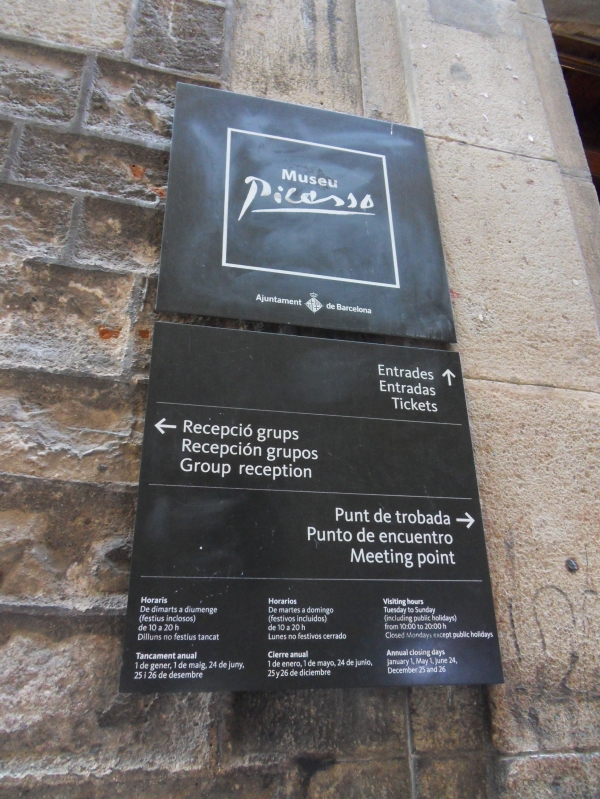 Museu
Picasso
Ajuntament de Barcelona
Entrades ↑
Entradas
Tickets
← Recepció grups
Recepción grupos
Group reception
Punt de trobada →
Punto de encuentro
Meeting point
Horaris
De dimarts a diumenge
(festius inclosos)
de 10 a 20 h
Dilluns no festius tancat
Tancament anual
1 de gener, 1 de maig, 24 de juny,
25 i 26 de desembre
Horarios
De martes a domingo
(festivos incluidos)
de 10 a 20 h
Lunes no festivos cerrado
Cierre anual
1 de enero, 1 de mayo, 24 de junio,
25 y 26 de diciembre
Visiting hours
Tuesday to Sunday
(including public holidays)
from 10:00 to 20:00 h
Closed Mondays except public holidays
Annual closing days
January 1, May 1, June 24,
December 25 and 26